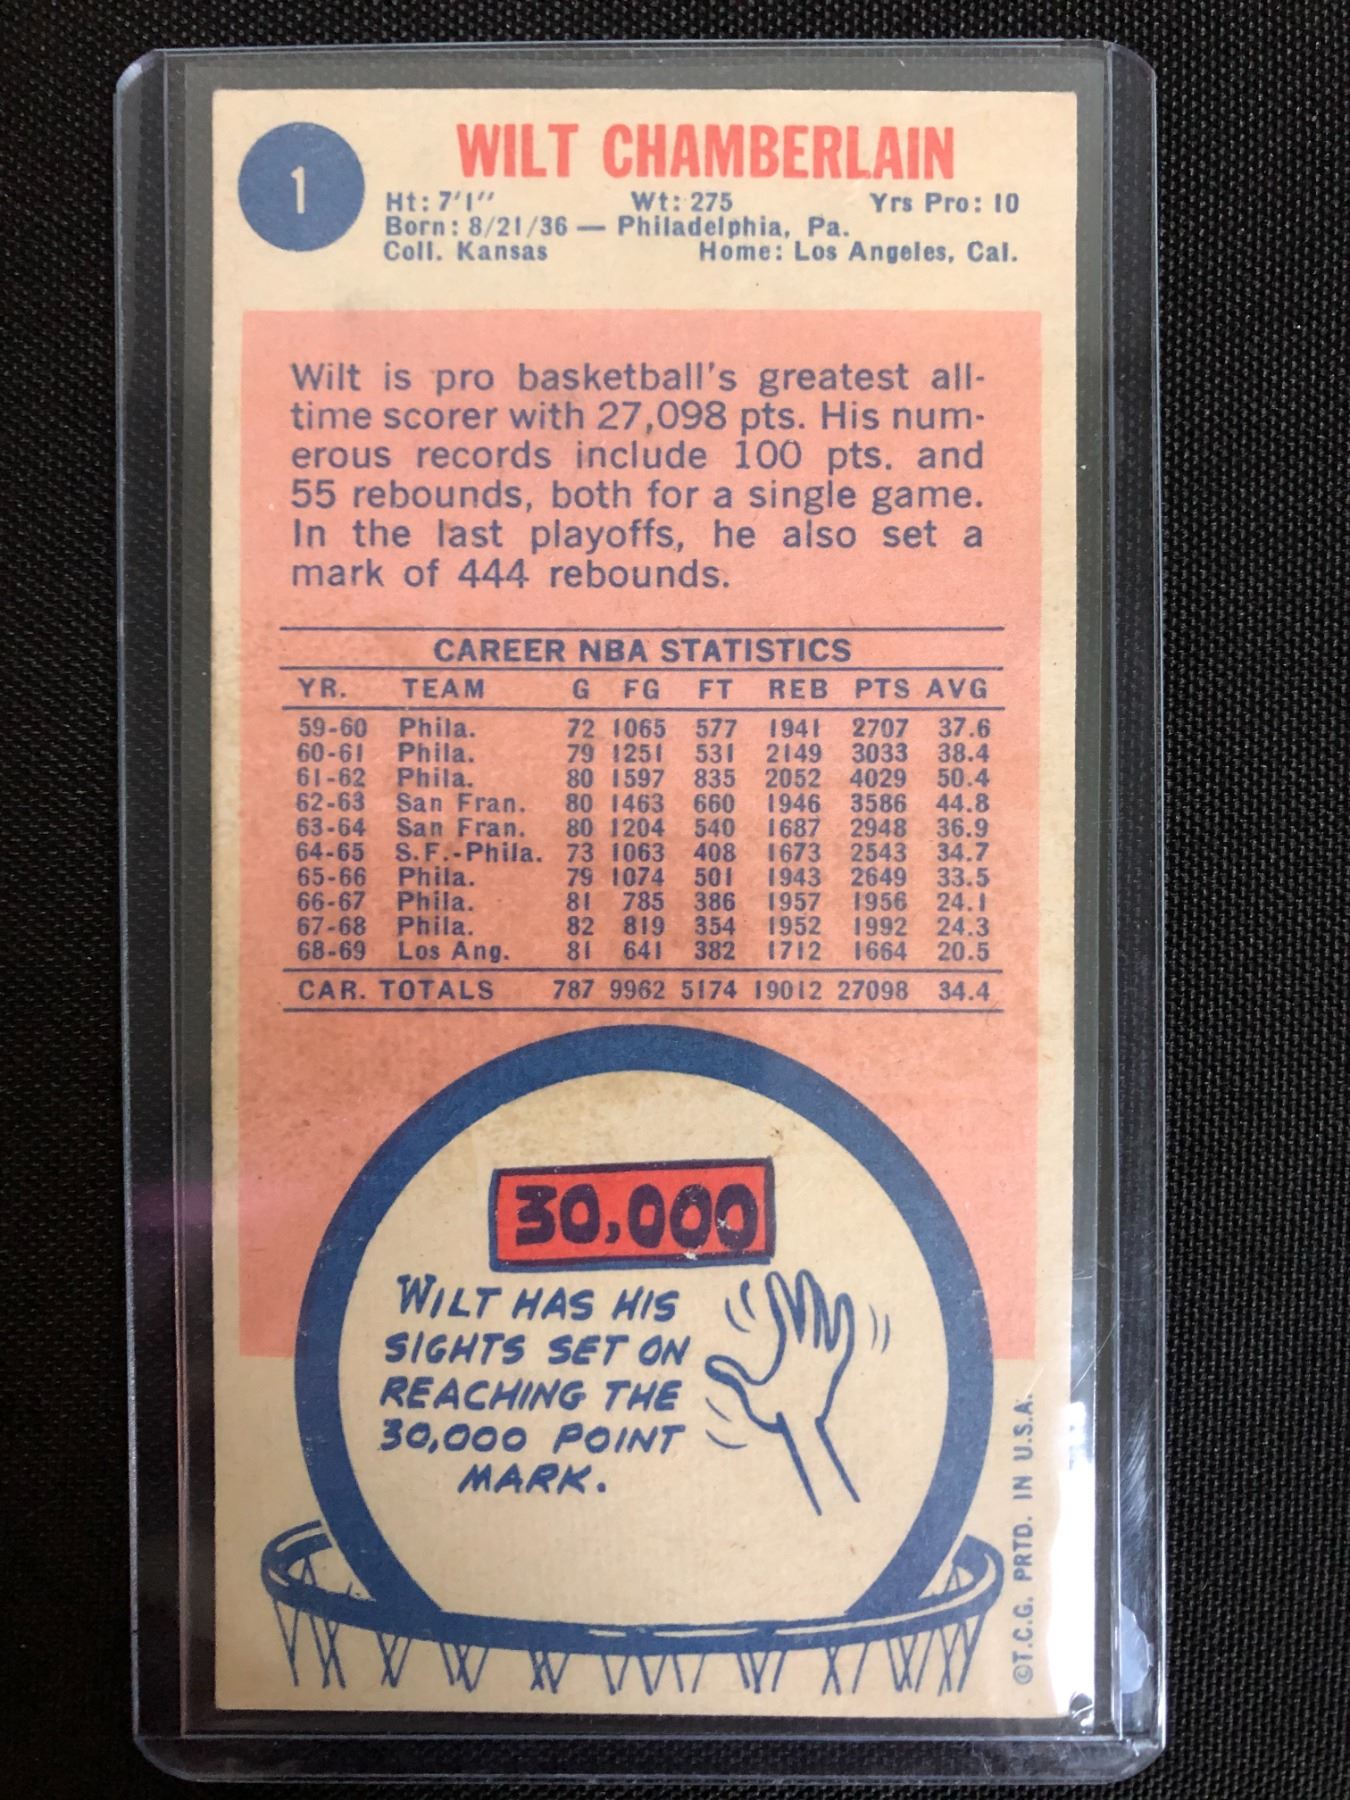 1
WILT CHAMBERLAIN
Ht: 7'1" Wt: 275 Yrs Pro: 10
Born: 8/21/36 — Philadelphia, Pa.
Coll. Kansas Home: Los Angeles, Cal.
Wilt is pro basketball's greatest all-
time scorer with 27,098 pts. His num-
erous records include 100 pts. and
55 rebounds, both for a single game.
In the last playoffs, he also set a
mark of 444 rebounds.
CAREER NBA STATISTICS
YR. TEAM G FG FT REB PTS AVG
59-60 Phila. 72 1065 577 1941 2707 37.6
60-61 Phila. 79 1251 531 2149 3033 38.4
61-62 Phila. 80 1597 835 2052 4029 50.4
62-63 San Fran. 80 1463 660 1946 3586 44.8
63-64 San Fran. 80 1204 540 1687 2948 36.9
64-65 S.F.-Phila. 73 1063 408 1673 2543 34.7
65-66 Phila. 79 1074 501 1943 2649 33.5
66-67 Phila. 81 785 386 1957 1956 24.1
67-68 Phila. 82 819 354 1952 1992 24.3
68-69 Los Ang. 81 641 382 1712 1664 20.5
CAR. TOTALS 787 9962 5174 19012 27098 34.4
30,000
WILT HAS HIS
SIGHTS SET ON
REACHING THE
30,000 POINT
MARK.
©T.C.G. PRTD. IN U.S.A.